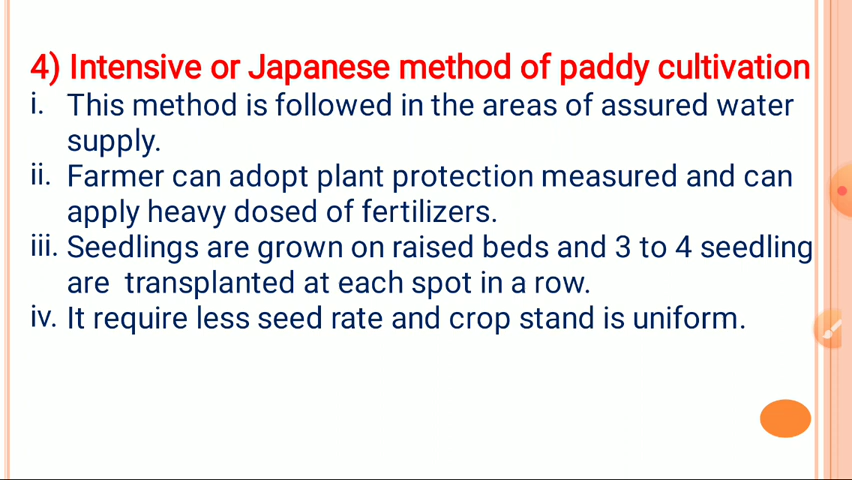 4) Intensive or Japanese method of paddy cultivation
i. This method is followed in the areas of assured water
supply.
ii. Farmer can adopt plant protection measured and can
apply heavy dosed of fertilizers.
iii. Seedlings are grown on raised beds and 3 to 4 seedling
are transplanted at each spot in a row.
iv. It require less seed rate and crop stand is uniform.